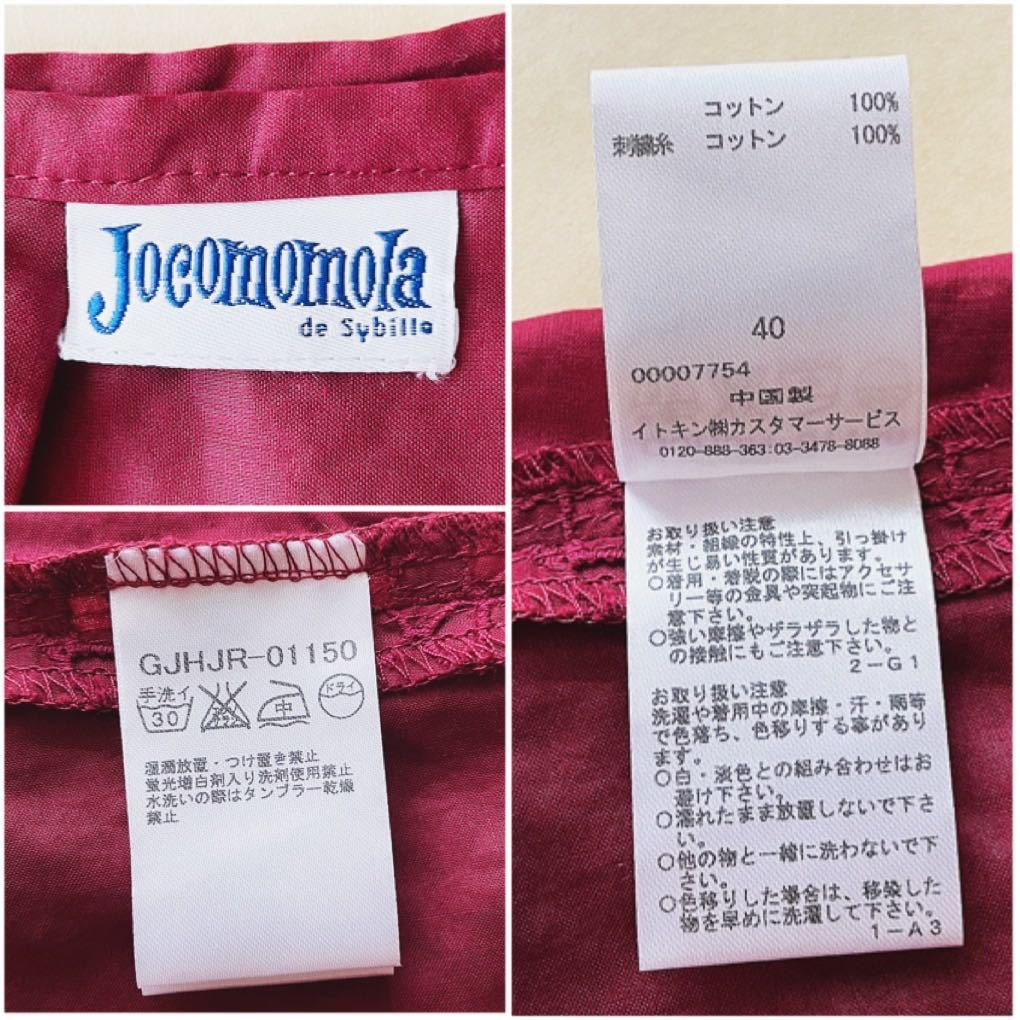 Jocomomola
de Sybilla
コットン 100%
刺繍糸 コットン 100%
40
00007754
中国製
イトキン㈱カスタマーサービス
0120-888-363:03-3478-8088
お取り扱い注意
素材・組織の特性上、引っ掛け
が生じ易い性質があります。
○着用・着脱の際にはアクセサ
リー等の金具や突起物にご注
意下さい。
○強い摩擦やザラザラした物と
の接触にもご注意下さい。
2-G1
お取り扱い注意
洗濯や着用中の摩擦・汗・雨等
で色落ち、色移りする事があり
ます。
○白・淡色との組み合わせはお
避け下さい。
○濡れたまま放置しないで下さ
い。
○他の物と一緒に洗わないで下
さい。
○色移りした場合は、移染した
物を早めに洗濯して下さい。
1-A3
GJHJR-01150
手洗イ
30
中
ドライ
湿潤放置・つけ置き禁止
蛍光増白剤入り洗剤使用禁止
水洗いの際はタンブラー乾燥
禁止